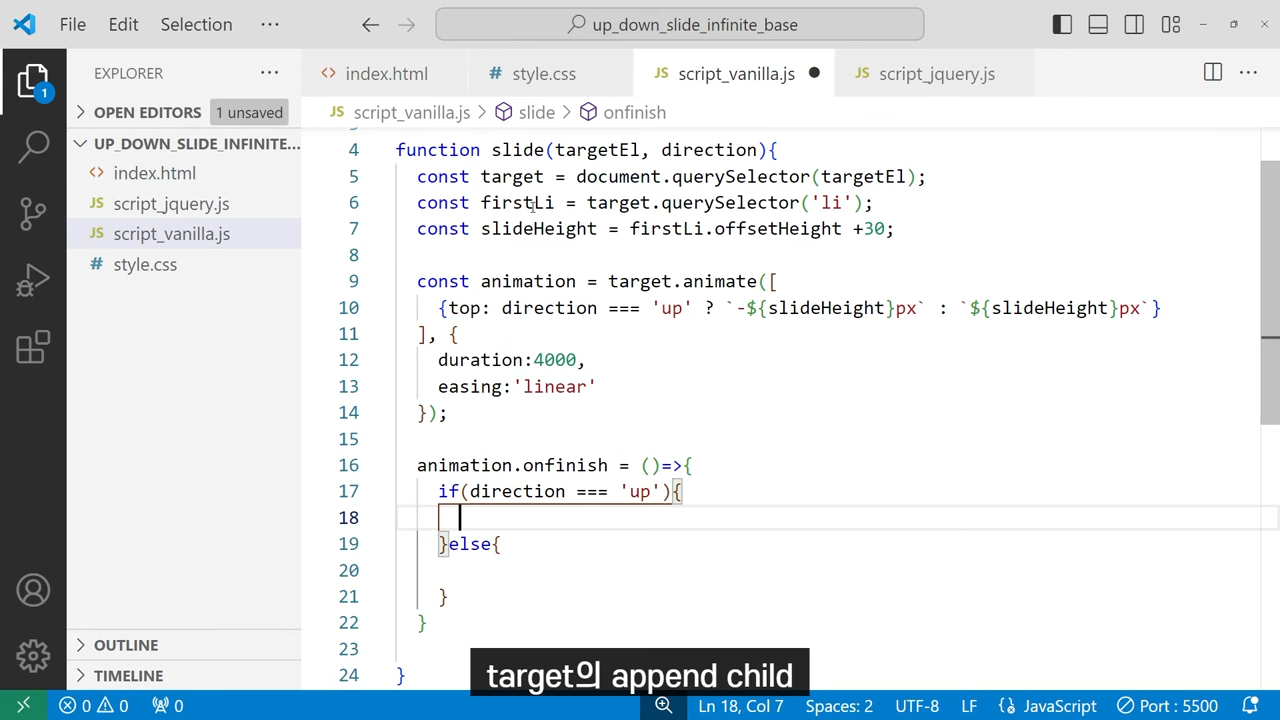 File Edit Selection ··· up_down_slide_infinite_base
EXPLORER ···
OPEN EDITORS 1 unsaved
UP_DOWN_SLIDE_INFINITE...
index.html
script_jquery.js
script_vanilla.js
style.css
OUTLINE
TIMELINE
1
index.html style.css script_vanilla.js script_jquery.js ···
script_vanilla.js > slide > onfinish
4 function slide(targetEl, direction){
5 const target = document.querySelector(targetEl);
6 const firstLi = target.querySelector('li');
7 const slideHeight = firstLi.offsetHeight +30;
8
9 const animation = target.animate([
10 {top: direction === 'up' ? `-${slideHeight}px` : `${slideHeight}px`}
11 ], {
12 duration:4000,
13 easing:'linear'
14 });
15
16 animation.onfinish = ()=>{
17 if(direction === 'up'){
18
19 }else{
20
21 }
22 }
23
24 }
target의 append child
0 0 0 Ln 18, Col 7 Spaces: 2 UTF-8 LF JavaScript Port : 5500